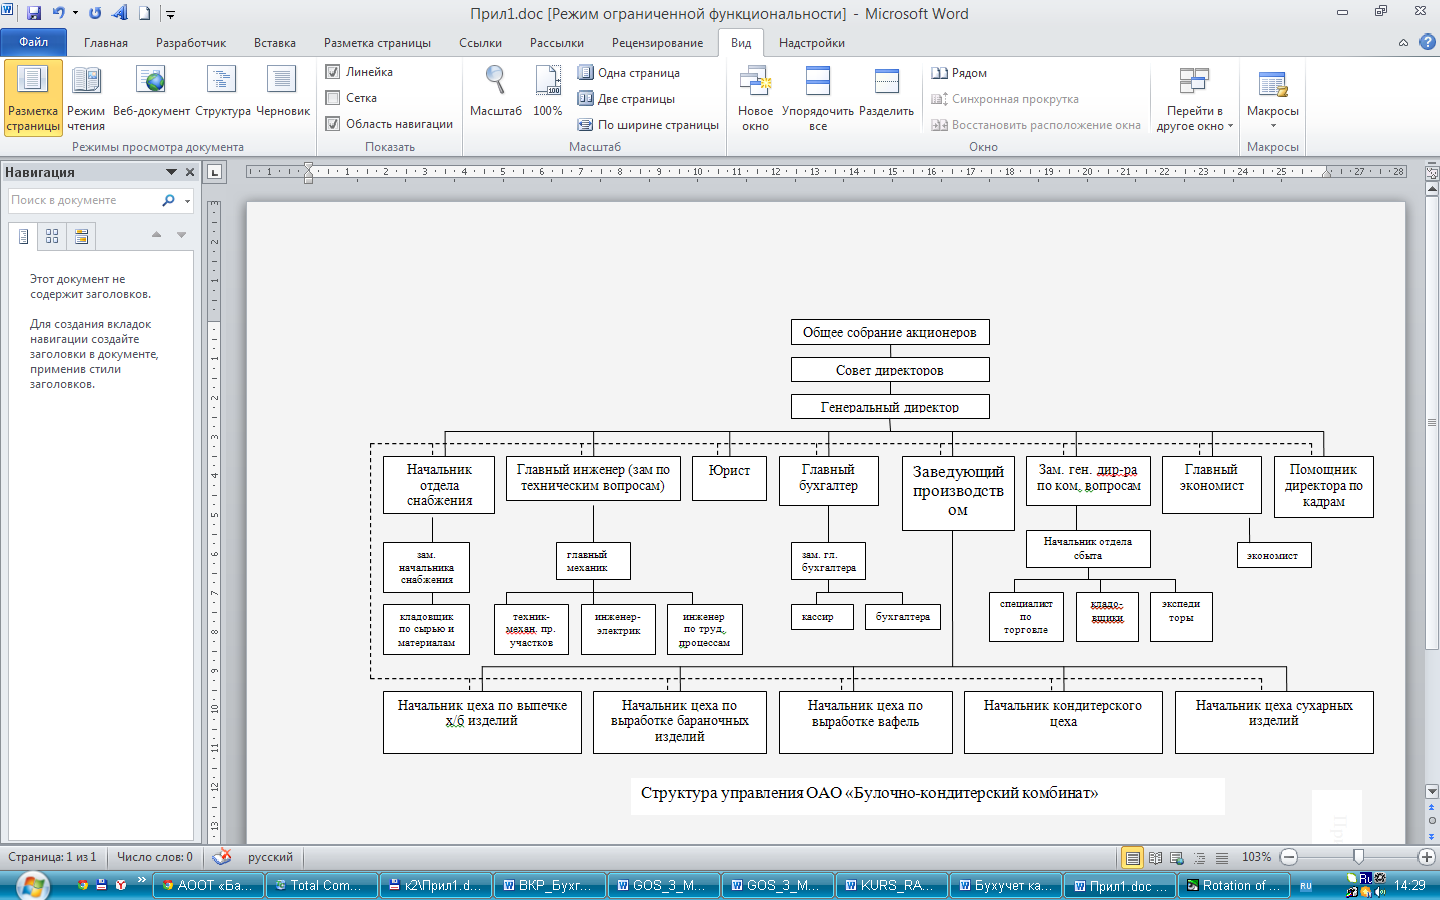 Прил1.doc [Режим ограниченной функциональности] - Microsoft Word
Файл Главная Разработчик Вставка Разметка страницы Ссылки Рассылки Рецензирование Вид Надстройки
Разметка страницы
Режим чтения
Веб-документ
Структура
Черновик
Режимы просмотра документа
Линейка
Сетка
Область навигации
Показать
Масштаб
100%
Одна страница
Две страницы
По ширине страницы
Масштаб
Новое окно
Упорядочить все
Разделить
Рядом
Синхронная прокрутка
Восстановить расположение окна
Перейти в другое окно
Окно
Макросы
Макросы
Навигация
Поиск в документе
Этот документ не
содержит заголовков.
Для создания вкладок
навигации создайте
заголовки в документе,
применив стили
заголовков.
Общее собрание акционеров
Совет директоров
Генеральный директор
Начальник
отдела
снабжения
Главный инженер (зам по
техническим вопросам)
Юрист
Главный
бухгалтер
Заведующий
производств
ом
Зам. ген. дир-ра
по ком. вопросам
Главный
экономист
Помощник
директора по
кадрам
зам.
начальника
снабжения
главный
механик
зам. гл.
бухгалтера
Начальник отдела
сбыта
экономист
кладовщик
по сырью и
материалам
техник-
механ. пр.
участков
инженер-
электрик
инженер
по труд.
процессам
кассир
бухгалтера
специалист
по
торговле
кладо-
вщики
экспеди
торы
Начальник цеха по выпечке
х/б изделий
Начальник цеха по
выработке бараночных
изделий
Начальник цеха по
выработке вафель
Начальник кондитерского
цеха
Начальник цеха сухарных
изделий
Структура управления ОАО «Булочно-кондитерский комбинат»
Страница: 1 из 1 Число слов: 0 русский 103%
АООТ «Ба... Total Com... к2\Прил1.d... ВКР_Бухг... GOS_3_M... GOS_3_M... KURS_RA... Бухучет ка... Прил1.doc ... Rotation of ... RU Ru 14:29